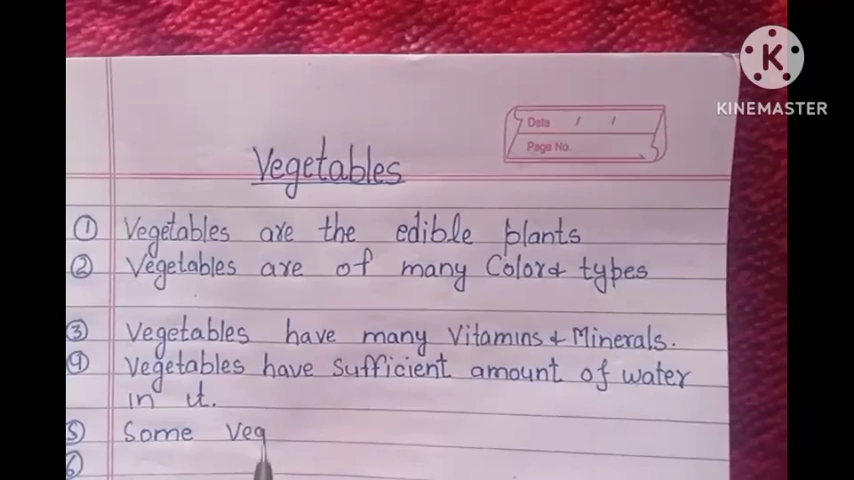 K
KINEMASTER
Date / /
Page No.
Vegetables
① Vegetables are the edible plants
② Vegetables are of many Color & types
③ Vegetables have many Vitamins & Minerals.
④ Vegetables have sufficient amount of water
in it.
⑤ Some Veg
⑥